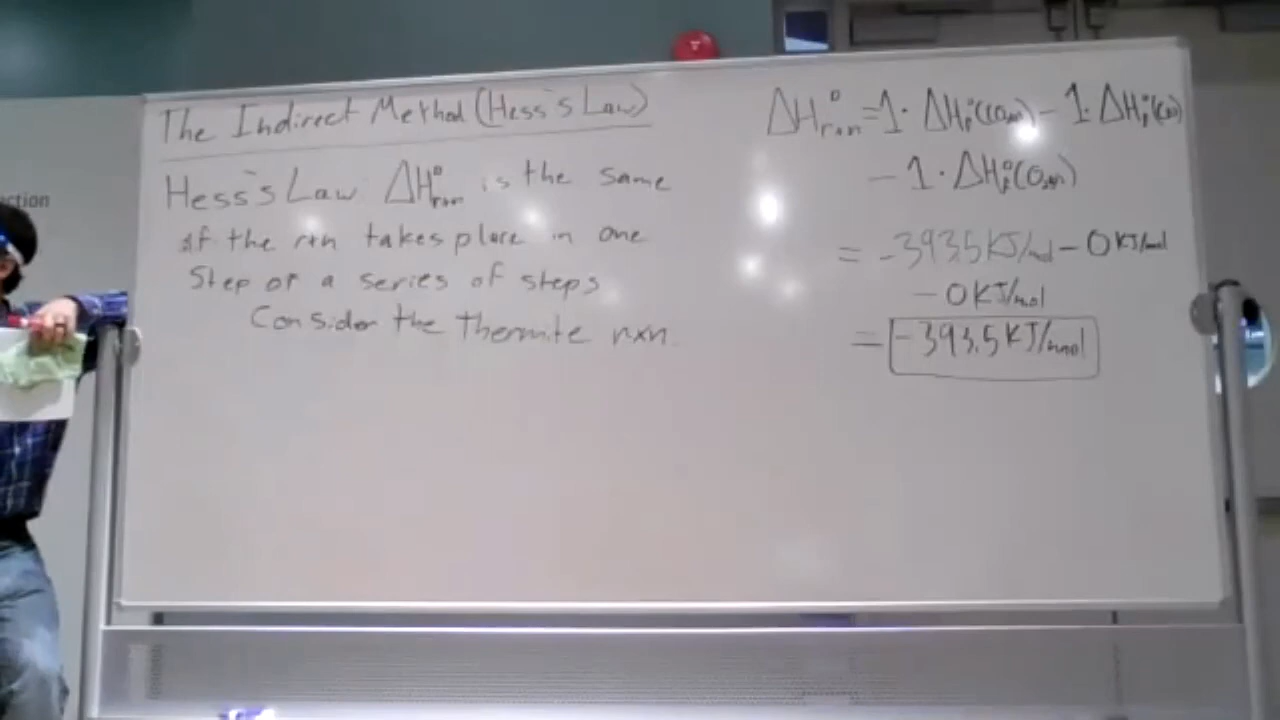 ction
The Indirect Method (Hess's Law)
Hess's Law ΔH°rxn is the same
if the rxn takes place in one
Step or a series of steps
Consider the Thermite rxn.
ΔH°rxn = 1·ΔH°f(CO2(g)) - 1·ΔH°f(C(s))
- 1·ΔH°f(O2(g))
= -393.5 KJ/mol - 0 KJ/mol
- 0 KJ/mol
= -393.5 KJ/mol